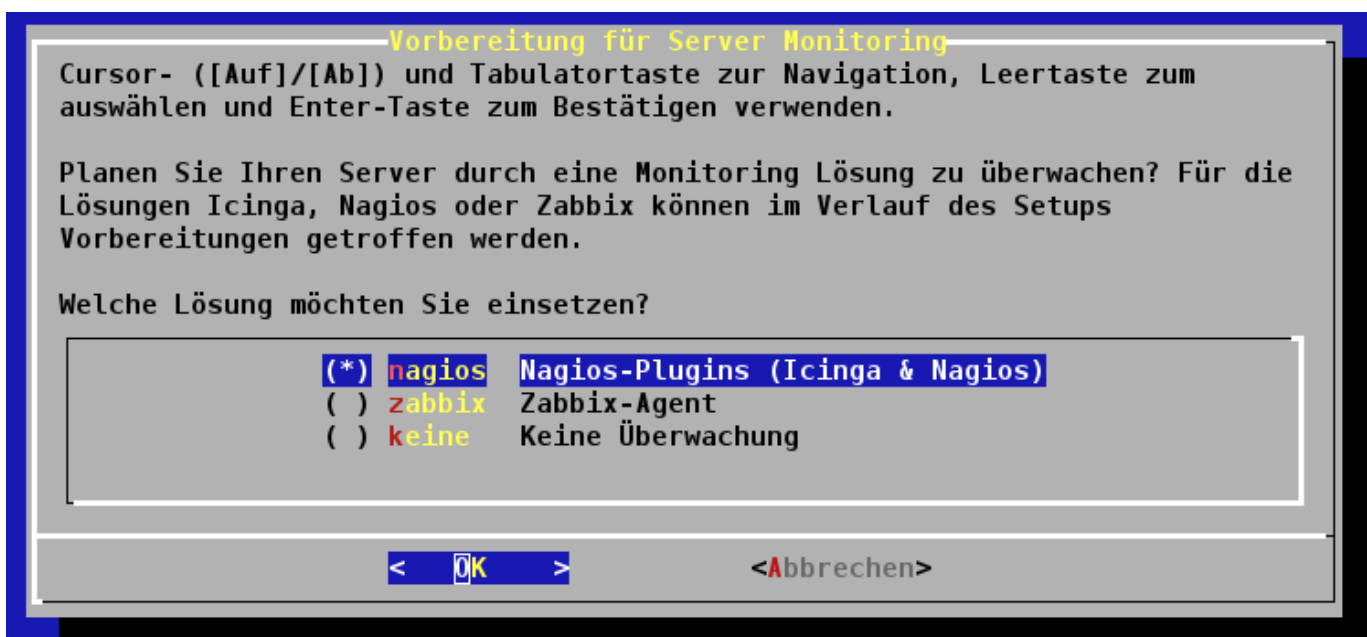 Vorbereitung für Server Monitoring
Cursor- ([Auf]/[Ab]) und Tabulatortaste zur Navigation, Leertaste zum
auswählen und Enter-Taste zum Bestätigen verwenden.
Planen Sie Ihren Server durch eine Monitoring Lösung zu überwachen? Für die
Lösungen Icinga, Nagios oder Zabbix können im Verlauf des Setups
Vorbereitungen getroffen werden.
Welche Lösung möchten Sie einsetzen?
(*) nagios Nagios-Plugins (Icinga & Nagios)
( ) zabbix Zabbix-Agent
( ) keine Keine Überwachung
< OK > <Abbrechen>